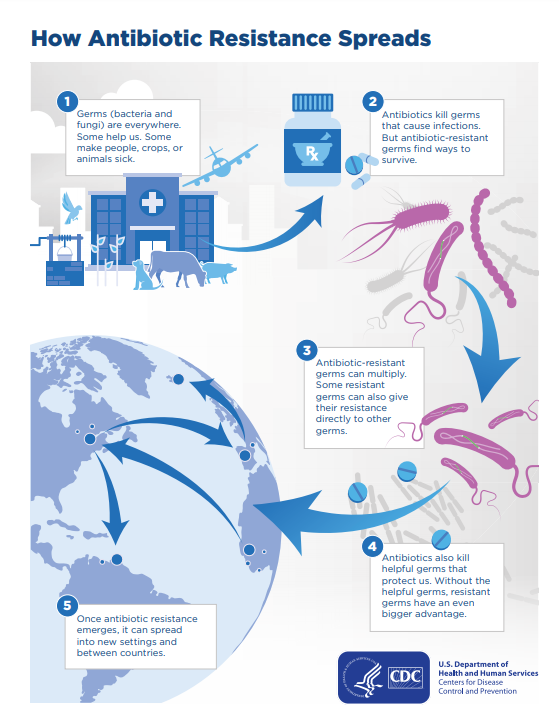 How Antibiotic Resistance Spreads
1
Germs (bacteria and
fungi) are everywhere.
Some help us. Some
make people, crops, or
animals sick.
Rx
2
Antibiotics kill germs
that cause infections.
But antibiotic-resistant
germs find ways to
survive.
3
Antibiotic-resistant
germs can multiply.
Some resistant
germs can also give
their resistance
directly to other
germs.
4
Antibiotics also kill
helpful germs that
protect us. Without the
helpful germs, resistant
germs have an even
bigger advantage.
5
Once antibiotic resistance
emerges, it can spread
into new settings and
between countries.
CDC
U.S. Department of
Health and Human Services
Centers for Disease
Control and Prevention